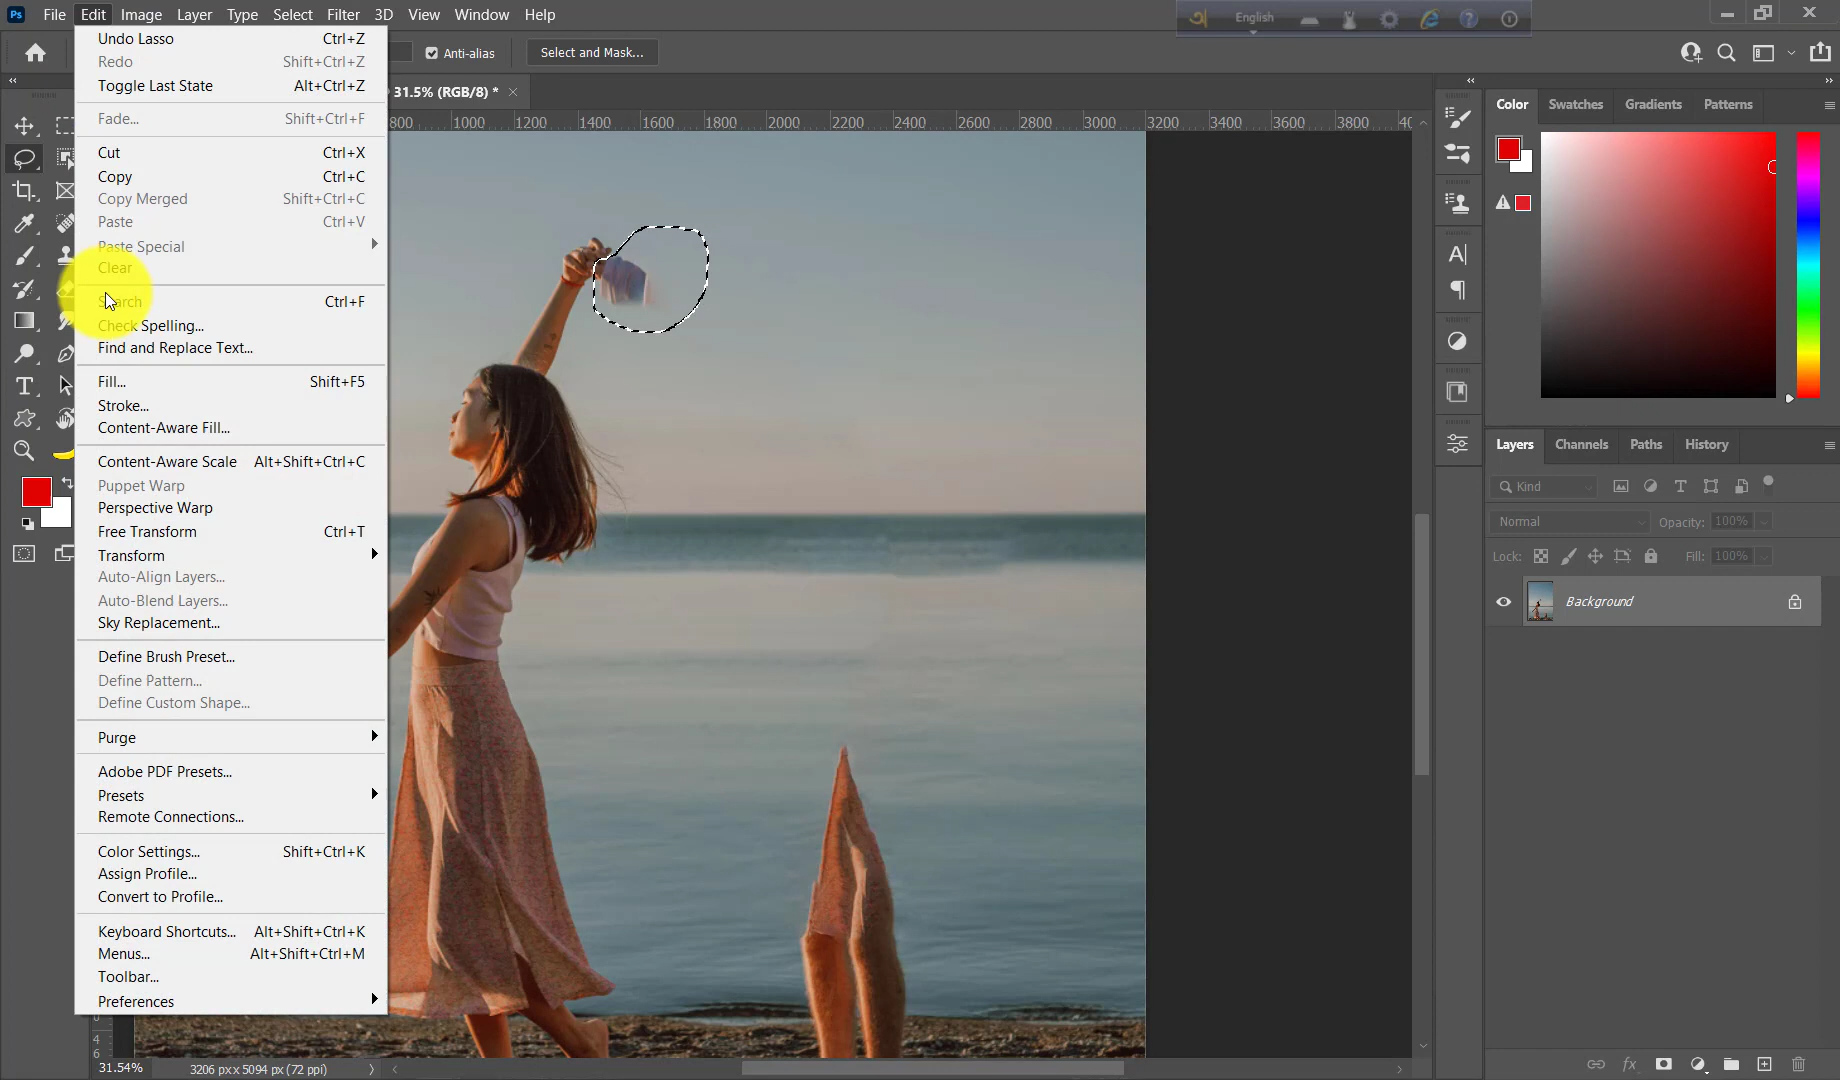 Ps File Edit Image Layer Type Select Filter 3D View Window Help
English
Anti-alias Select and Mask...
31.5% (RGB/8) *
800 1000 1200 1400 1600 1800 2000 2200 2400 2600 2800 3000 3200 3400 3600 3800
Undo Lasso Ctrl+Z
Redo Shift+Ctrl+Z
Toggle Last State Alt+Ctrl+Z
Fade... Shift+Ctrl+F
Cut Ctrl+X
Copy Ctrl+C
Copy Merged Shift+Ctrl+C
Paste Ctrl+V
Paste Special
Clear
Search Ctrl+F
Check Spelling...
Find and Replace Text...
Fill... Shift+F5
Stroke...
Content-Aware Fill...
Content-Aware Scale Alt+Shift+Ctrl+C
Puppet Warp
Perspective Warp
Free Transform Ctrl+T
Transform
Auto-Align Layers...
Auto-Blend Layers...
Sky Replacement...
Define Brush Preset...
Define Pattern...
Define Custom Shape...
Purge
Adobe PDF Presets...
Presets
Remote Connections...
Color Settings... Shift+Ctrl+K
Assign Profile...
Convert to Profile...
Keyboard Shortcuts... Alt+Shift+Ctrl+K
Menus... Alt+Shift+Ctrl+M
Toolbar...
Preferences
4
6
31.54% 3206 px x 5094 px (72 ppi)
Color Swatches Gradients Patterns
Layers Channels Paths History
Kind
Normal Opacity: 100%
Lock: Fill: 100%
Background
fx